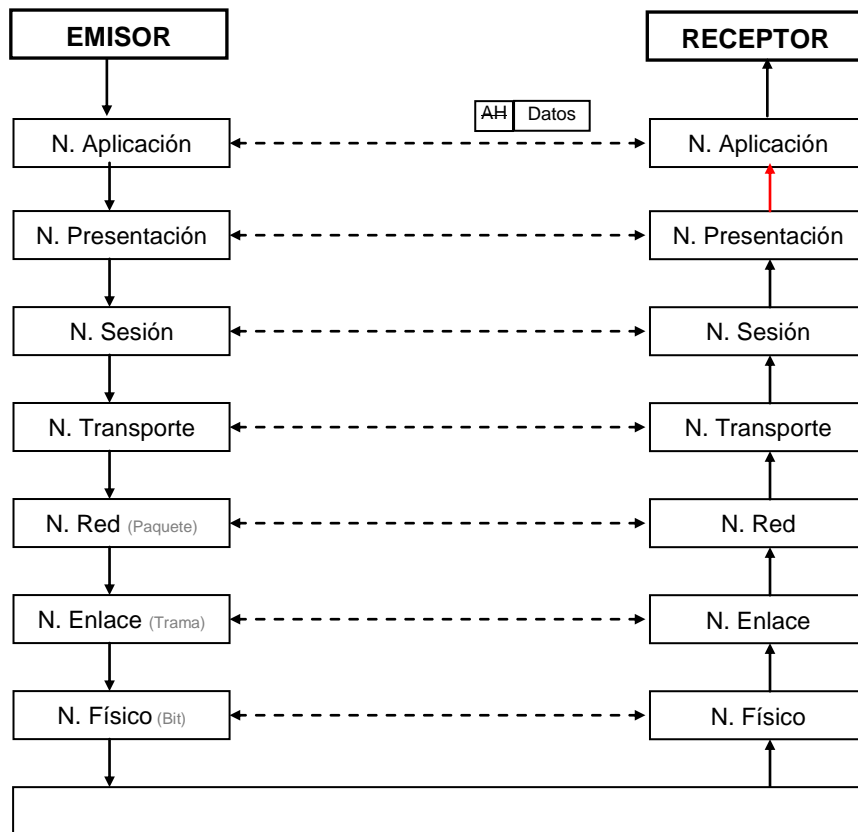 EMISOR
RECEPTOR
AH Datos
N. Aplicación
N. Aplicación
N. Presentación
N. Presentación
N. Sesión
N. Sesión
N. Transporte
N. Transporte
N. Red (Paquete)
N. Red
N. Enlace (Trama)
N. Enlace
N. Físico (Bit)
N. Físico